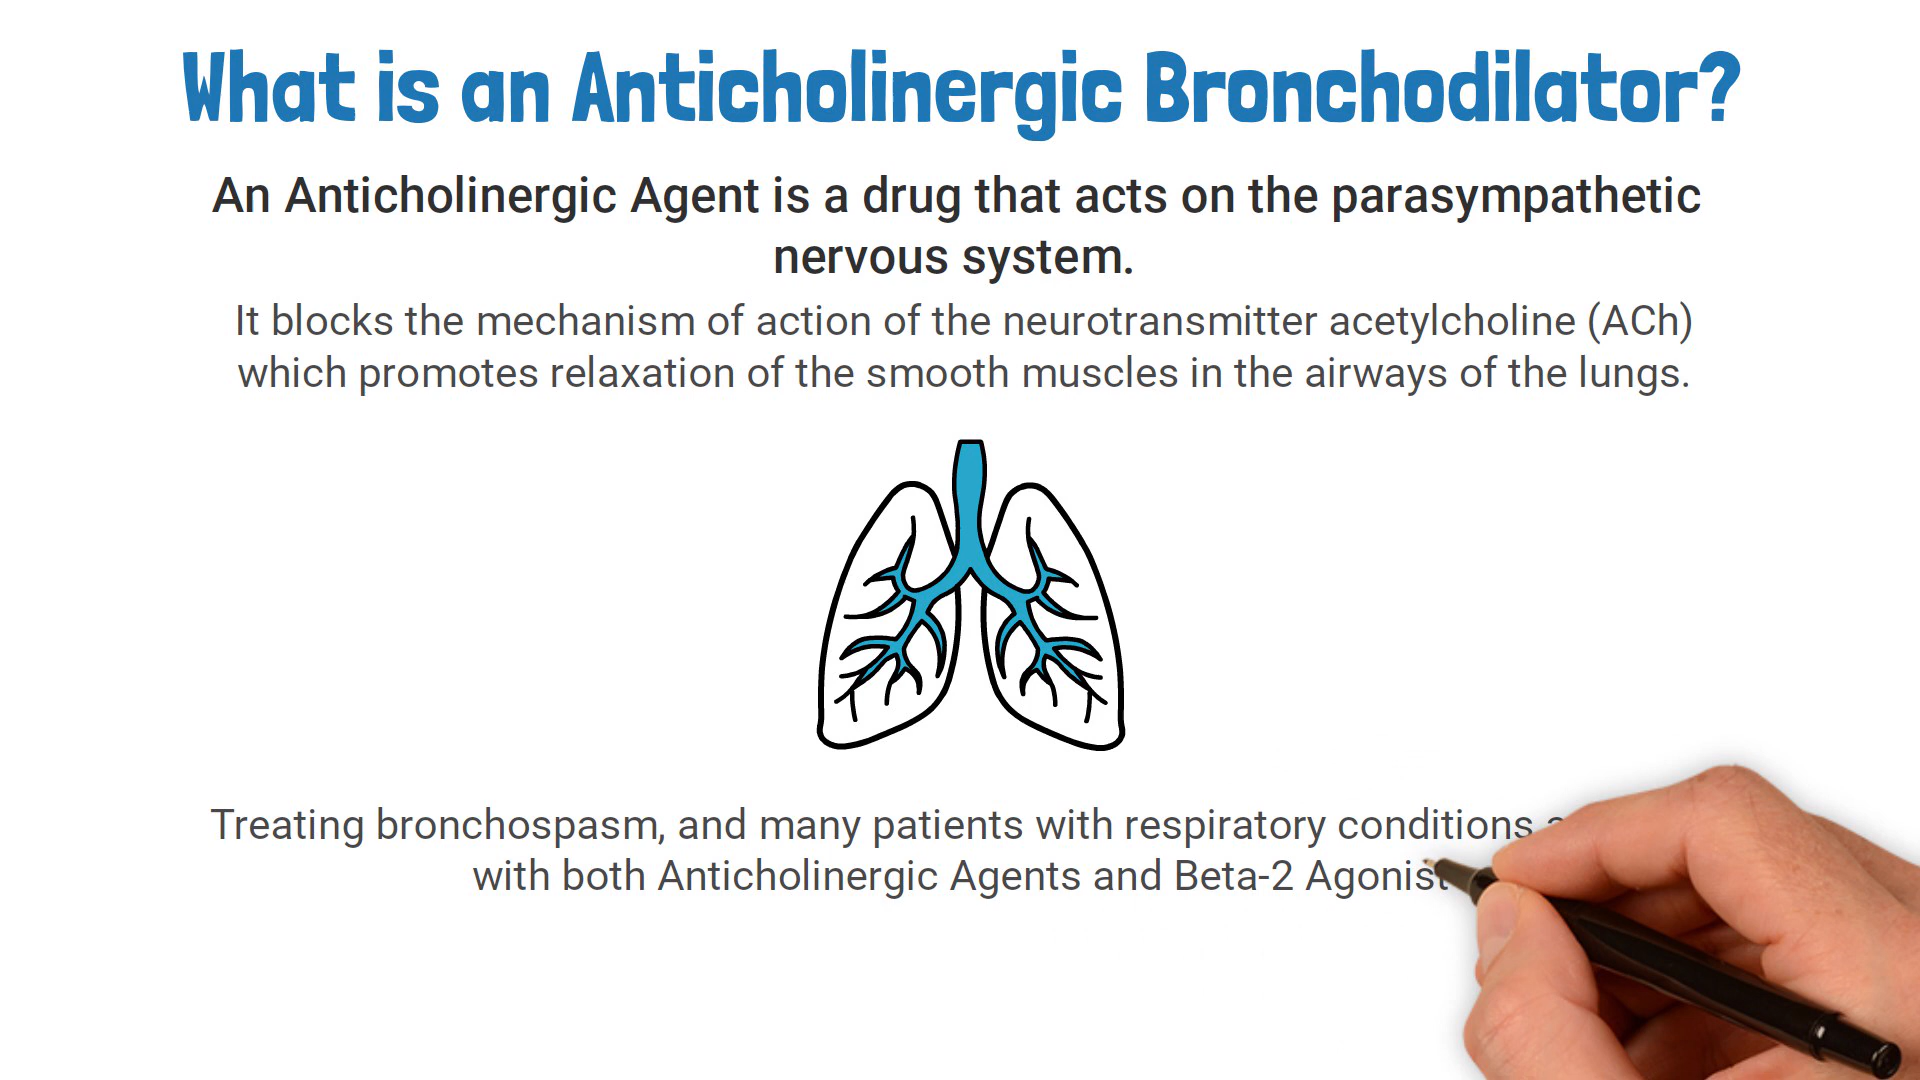 What is an Anticholinergic Bronchodilator?
An Anticholinergic Agent is a drug that acts on the parasympathetic
nervous system.
It blocks the mechanism of action of the neurotransmitter acetylcholine (ACh)
which promotes relaxation of the smooth muscles in the airways of the lungs.
Treating bronchospasm, and many patients with respiratory conditions
with both Anticholinergic Agents and Beta-2 Agonist